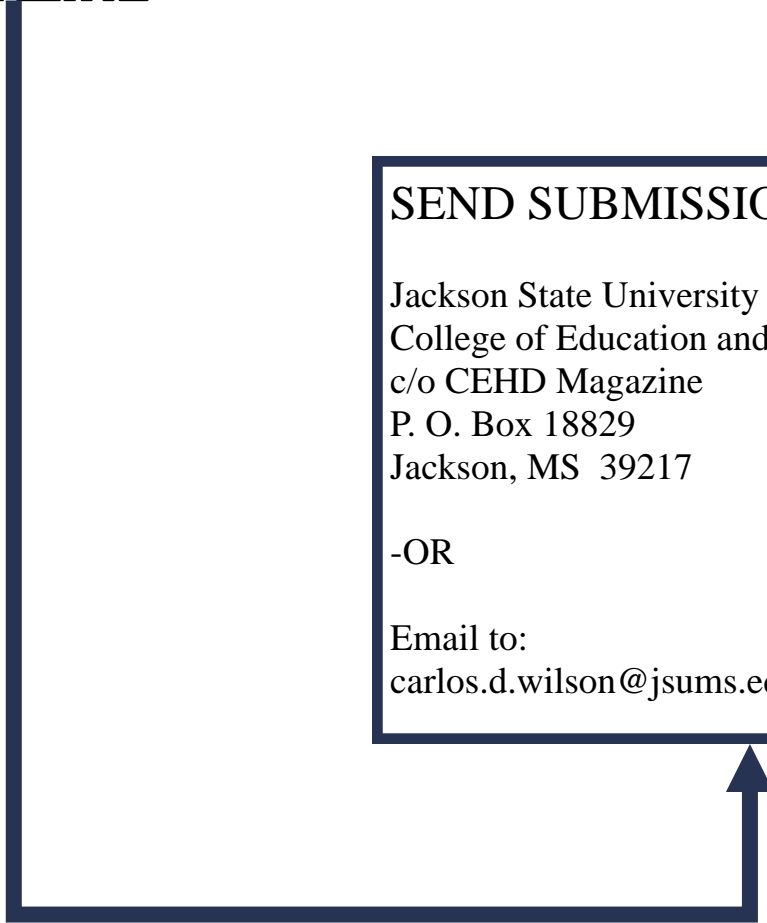 SEND SUBMISSIO
Jackson State University
College of Education and
c/o CEHD Magazine
P. O. Box 18829
Jackson, MS  39217
-OR
Email to:
carlos.d.wilson@jsums.e